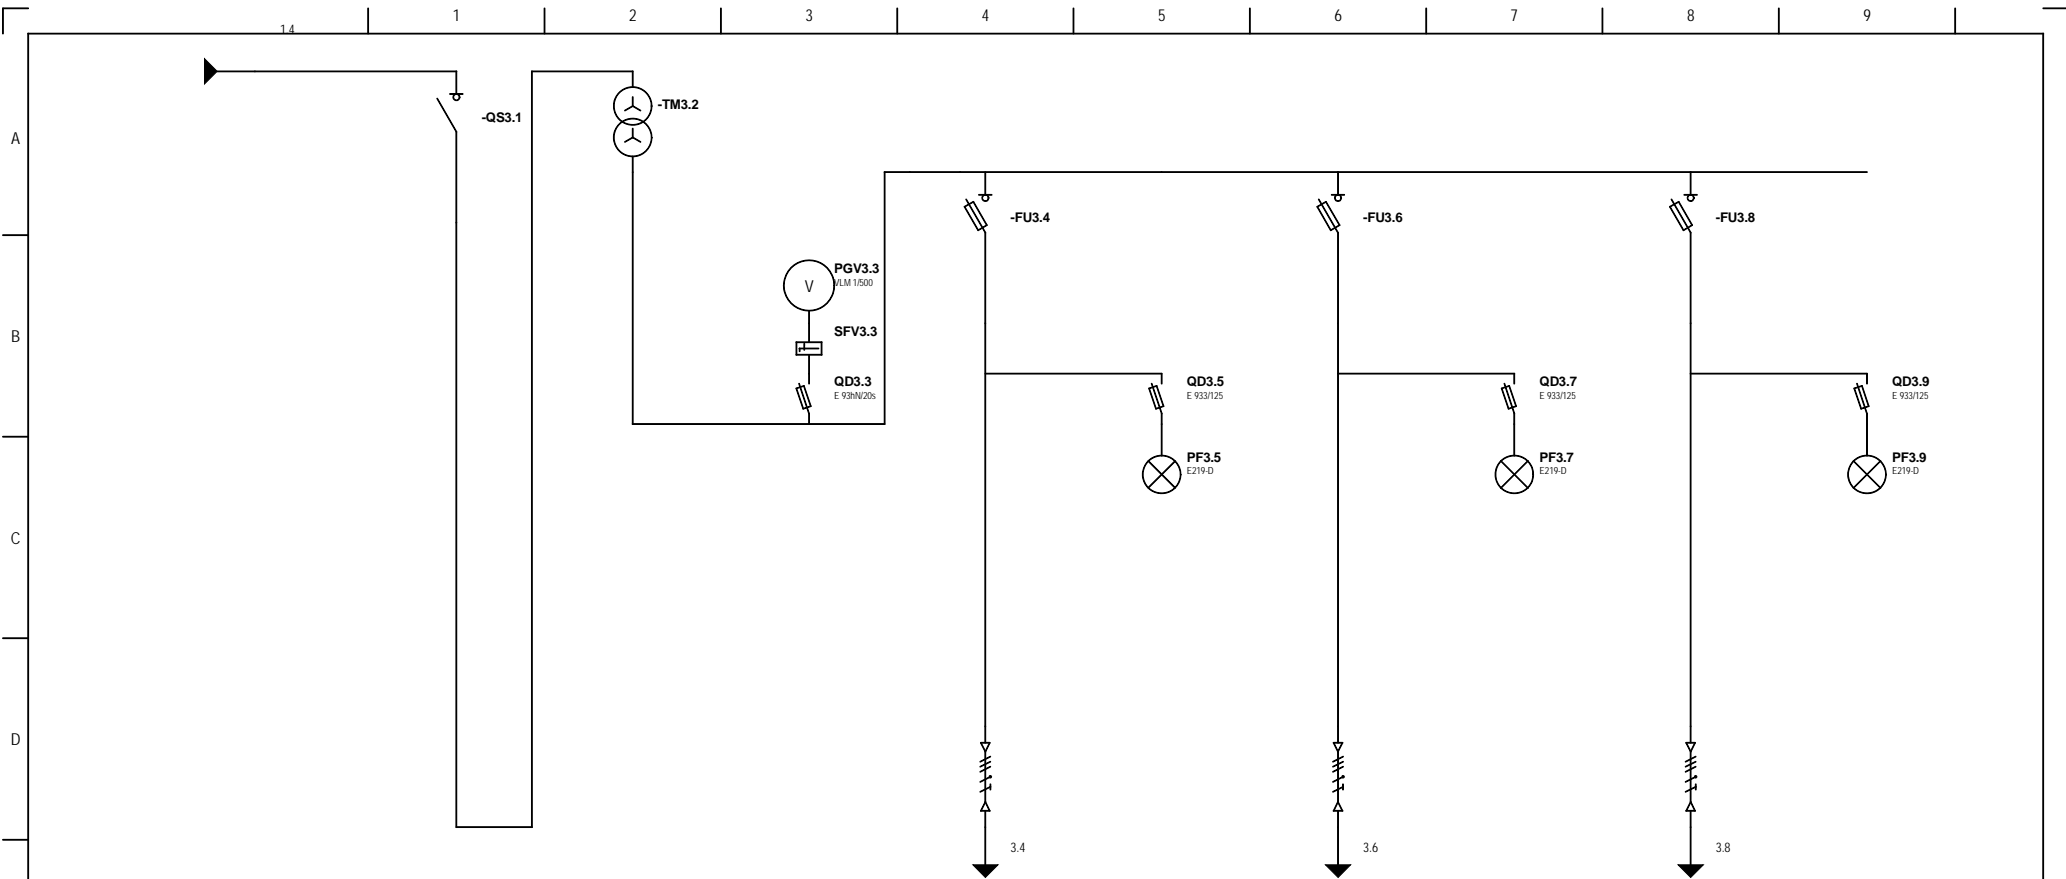 1 2 3 4 5 6 7 8 9
1.4
A
-QS3.1
-TM3.2
-FU3.4
-FU3.6
-FU3.8
B
V
PGV3.3
VLM 1/500
SFV3.3
QD3.3
E 93hN/20s
QD3.5
E 933/125
QD3.7
E 933/125
QD3.9
E 933/125
PF3.5
E219-D
PF3.7
E219-D
PF3.9
E219-D
C
D
3.4
3.6
3.8